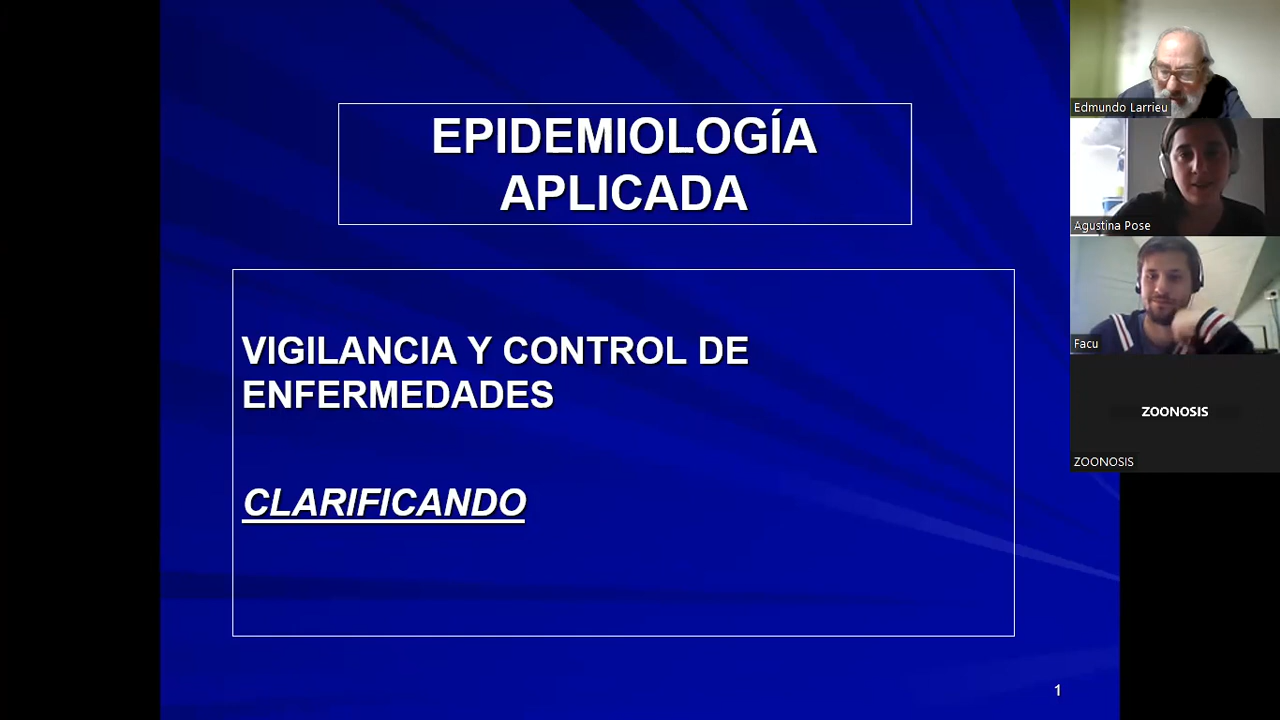 EPIDEMIOLOGÍA
APLICADA
VIGILANCIA Y CONTROL DE
ENFERMEDADES
CLARIFICANDO
1
Edmundo Larrieu
Agustina Pose
Facu
ZOONOSIS
ZOONOSIS